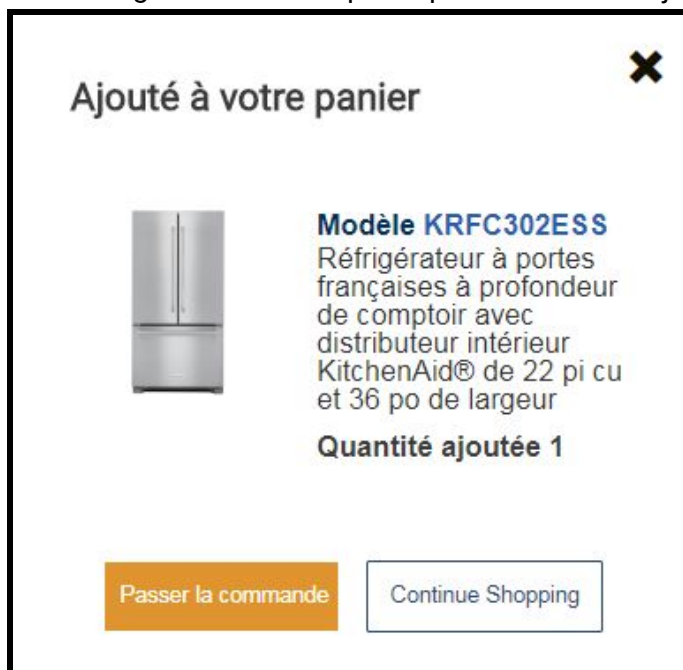 Ajouté à votre panier
Modèle KRFC302ESS
Réfrigérateur à portes
françaises à profondeur
de comptoir avec
distributeur intérieur
KitchenAid® de 22 pi cu
et 36 po de largeur
Quantité ajoutée 1
Passer la commande
Continue Shopping